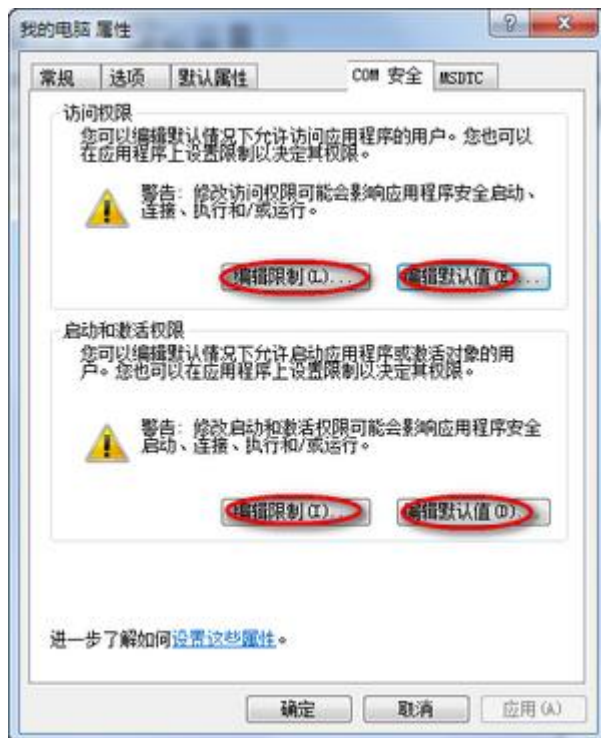 我的电脑 属性
常规 选项 默认属性 COM 安全 MSDTC
访问权限
您可以编辑默认情况下允许访问应用程序的用户。您也可以
在应用程序上设置限制以决定其权限。
警告: 修改访问权限可能会影响应用程序安全启动、
连接、执行和/或运行。
编辑限制(L)... 编辑默认值(E)...
启动和激活权限
您可以编辑默认情况下允许启动应用程序或激活对象的用
户。您也可以在应用程序上设置限制以决定其权限。
警告: 修改启动和激活权限可能会影响应用程序安全
启动、连接、执行和/或运行。
编辑限制(I)... 编辑默认值(D)...
进一步了解如何设置这些属性。
确定 取消 应用(A)